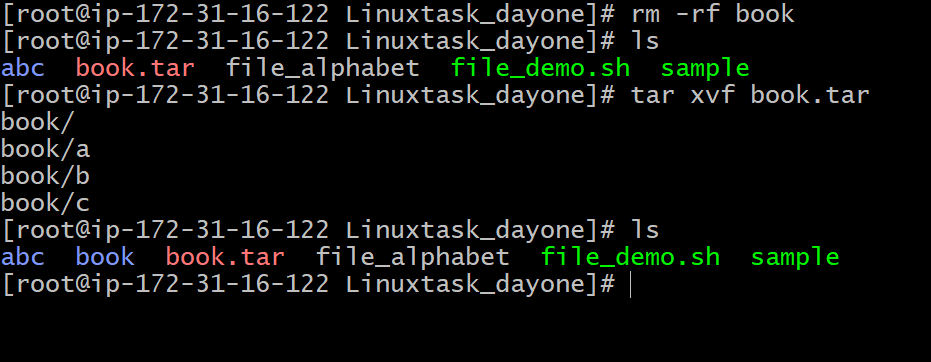 [root@ip-172-31-16-122 Linuxtask_dayone]# rm -rf book
[root@ip-172-31-16-122 Linuxtask_dayone]# ls
abc  book.tar  file_alphabet  file_demo.sh  sample
[root@ip-172-31-16-122 Linuxtask_dayone]# tar xvf book.tar
book/
book/a
book/b
book/c
[root@ip-172-31-16-122 Linuxtask_dayone]# ls
abc  book  book.tar  file_alphabet  file_demo.sh  sample
[root@ip-172-31-16-122 Linuxtask_dayone]#